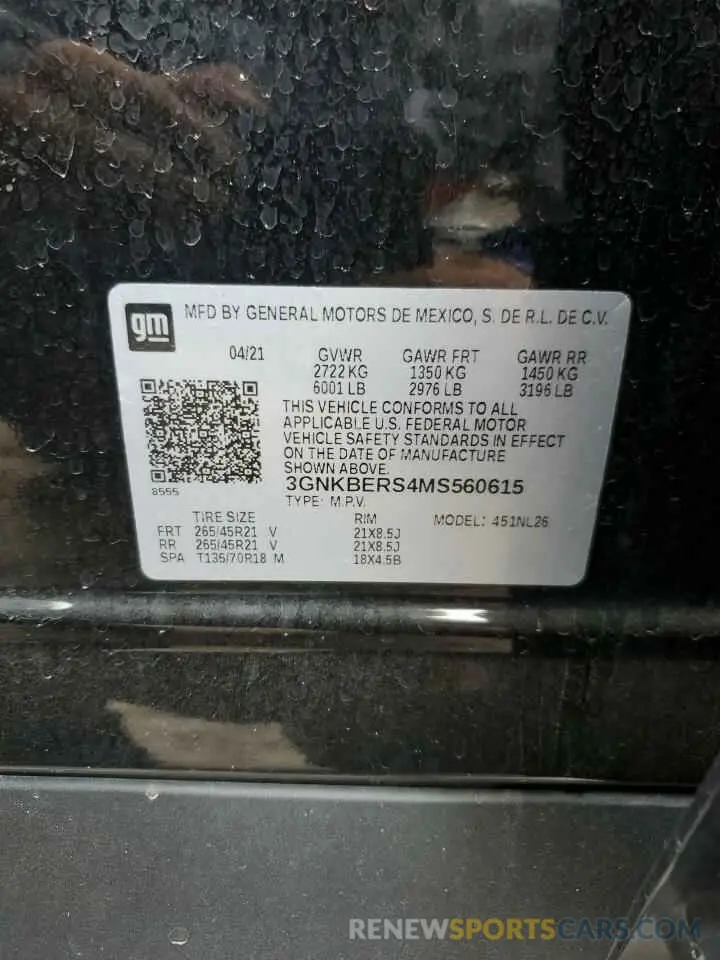 gm MFD BY GENERAL MOTORS DE MEXICO, S. DE R.L. DE C.V.
04/21 GVWR GAWR FRT GAWR RR
2722 KG 1350 KG 1450 KG
6001 LB 2976 LB 3196 LB
THIS VEHICLE CONFORMS TO ALL
APPLICABLE U.S. FEDERAL MOTOR
VEHICLE SAFETY STANDARDS IN EFFECT
ON THE DATE OF MANUFACTURE
SHOWN ABOVE.
8555
3GNKBERS4MS560615
TYPE: M.P.V.
TIRE SIZE RIM MODEL: 451NL26
FRT 265/45R21 V 21X8.5J
RR 265/45R21 V 21X8.5J
SPA T135/70R18 M 18X4.5B
RENEWSPORTSCARS.COM